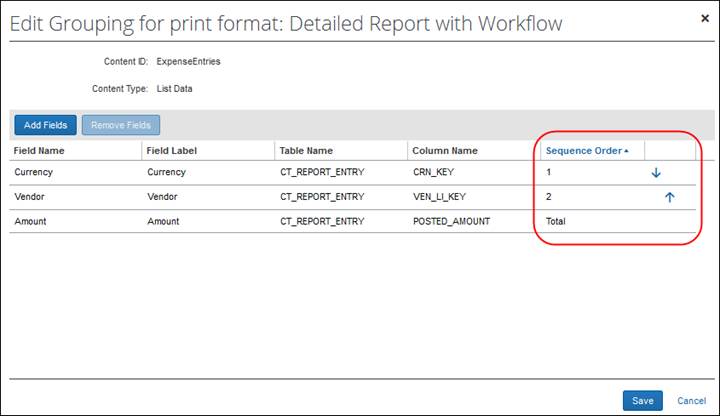 Edit Grouping for print format: Detailed Report with Workflow
Content ID: ExpenseEntries
Content Type: List Data
Add Fields Remove Fields
Field Name Field Label Table Name Column Name Sequence Order
Currency Currency CT_REPORT_ENTRY CRN_KEY 1
Vendor Vendor CT_REPORT_ENTRY VEN_LI_KEY 2
Amount Amount CT_REPORT_ENTRY POSTED_AMOUNT Total
Save Cancel